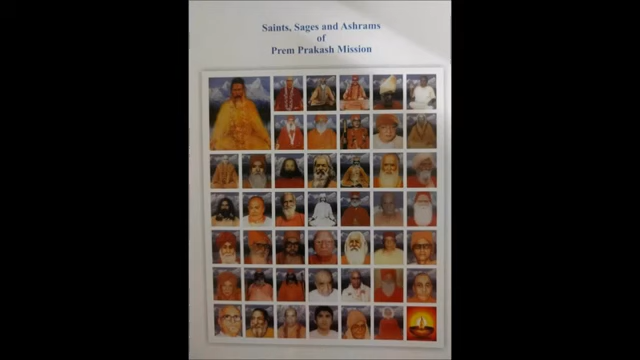 Saints, Sages and Ashrams
of
Prem Prakash Mission